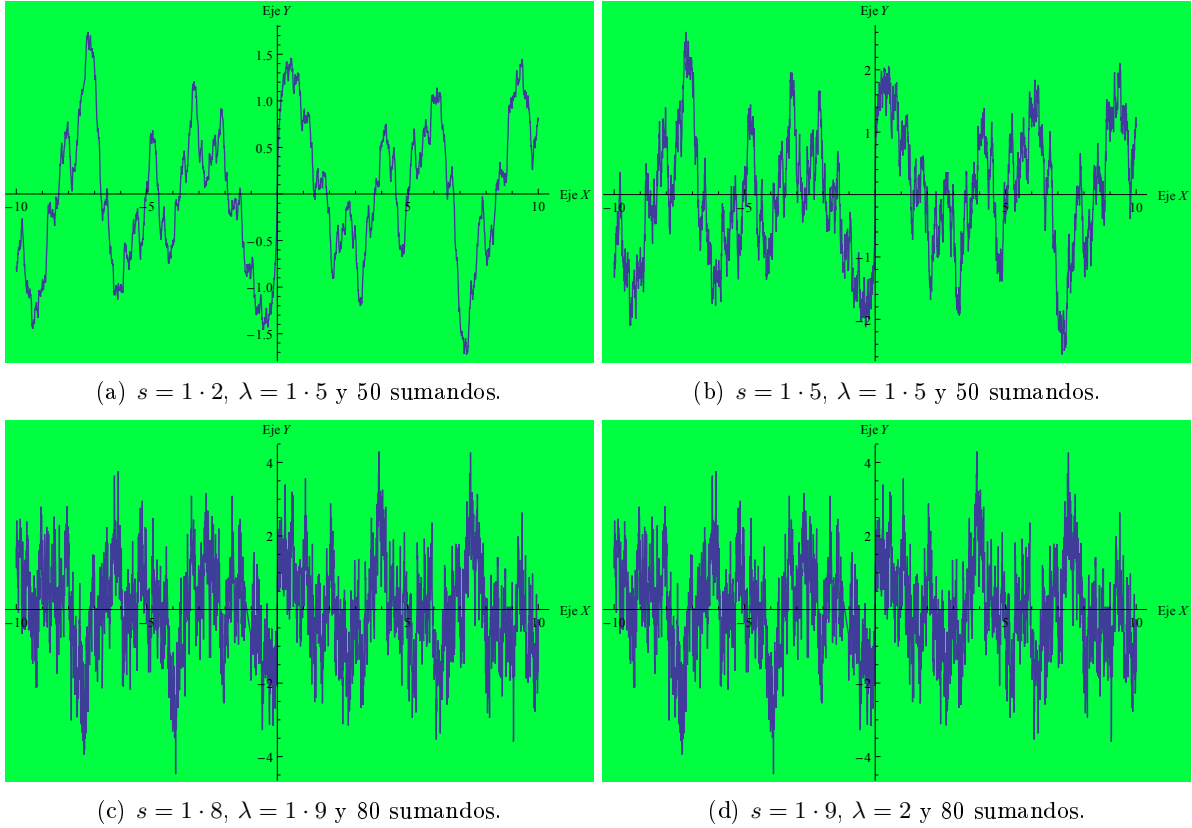 Eje Y
1.5
1.0
0.5
Eje X
−10
−5
5
10
−0.5
−1.0
−1.5
(a) s = 1 · 2, λ = 1 · 5 y 50 sumandos.
Eje Y
2
1
Eje X
−10
−5
5
10
−1
−2
(b) s = 1 · 5, λ = 1 · 5 y 50 sumandos.
Eje Y
4
2
Eje X
−10
−5
5
10
−2
−4
(c) s = 1 · 8, λ = 1 · 9 y 80 sumandos.
Eje Y
4
2
Eje X
−10
−5
5
10
−2
−4
(d) s = 1 · 9, λ = 2 y 80 sumandos.